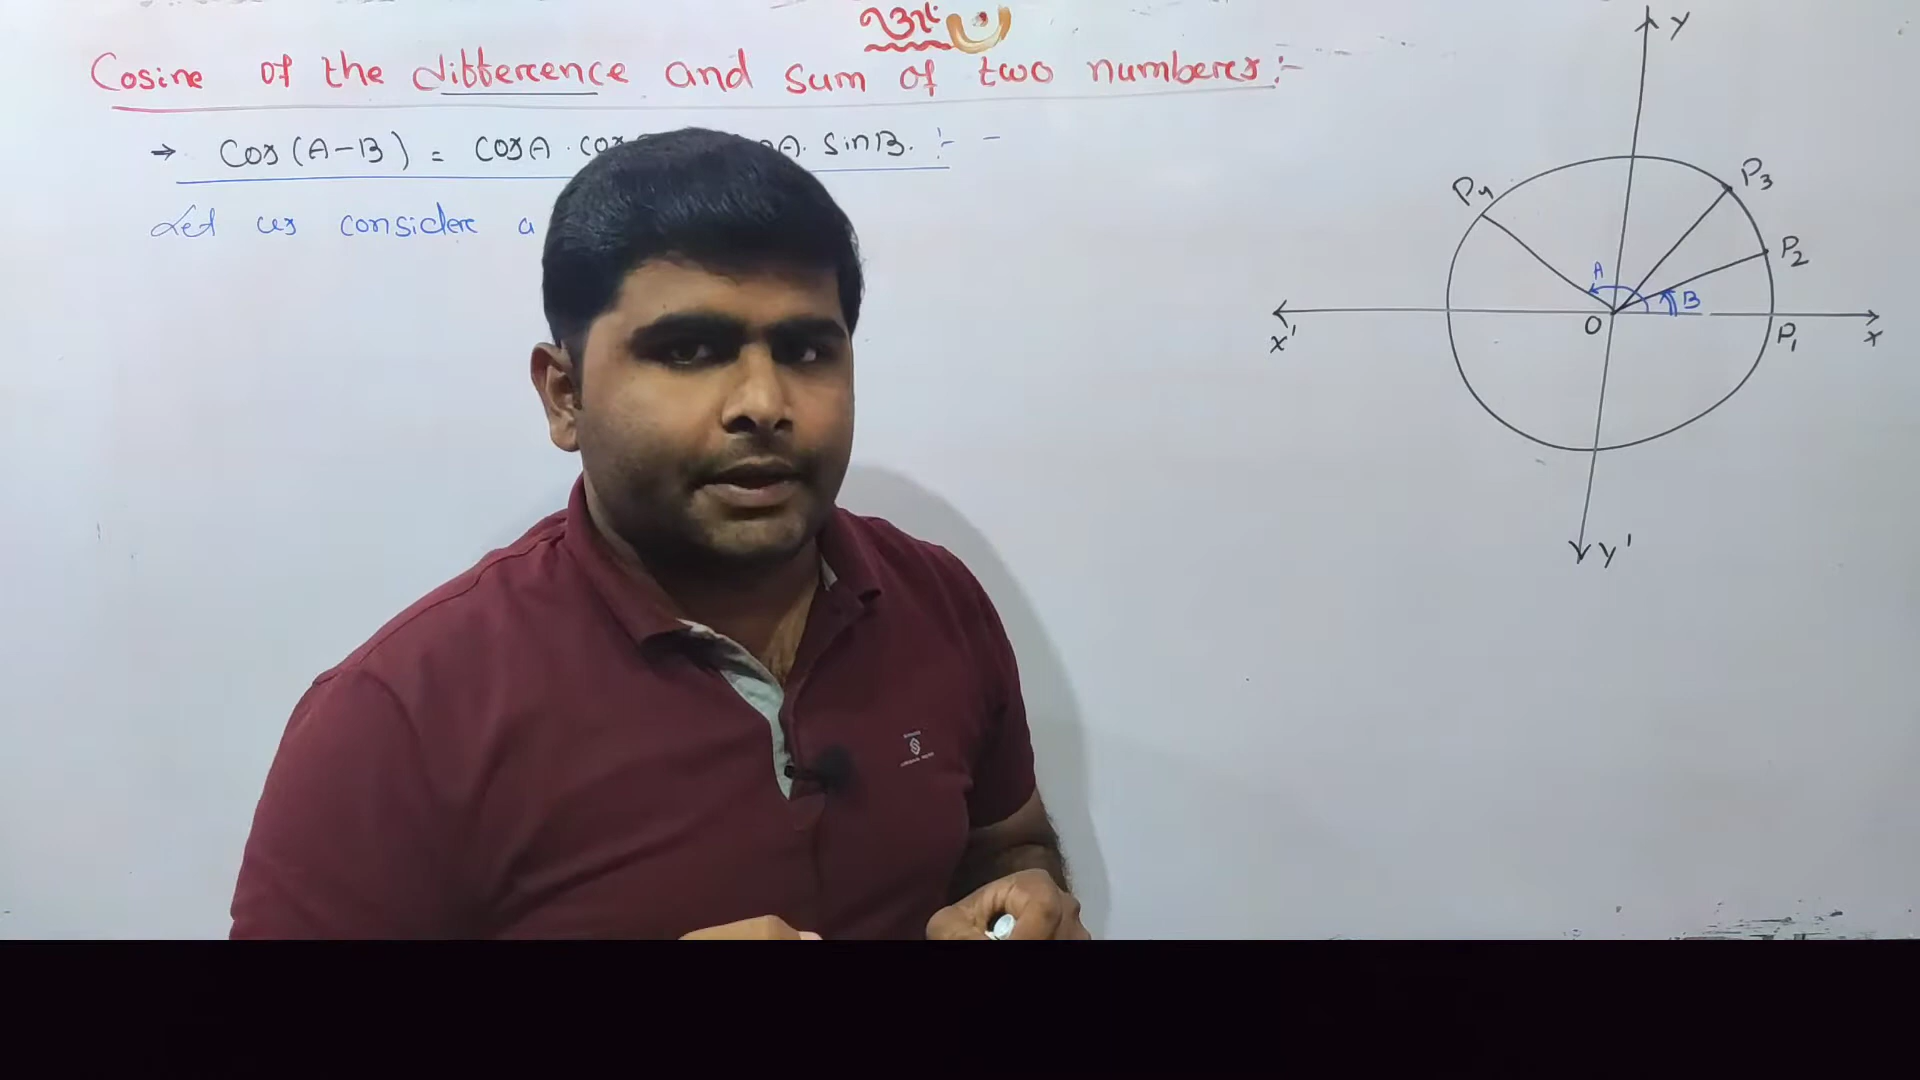 Cosine of the difference and sum of two numbers:-
→ Cos(A-B) = cosA . cos A. SinB. :-
Let us consider a
Y
P4
P3
P2
A
B
O
P1
X'
X
Y'